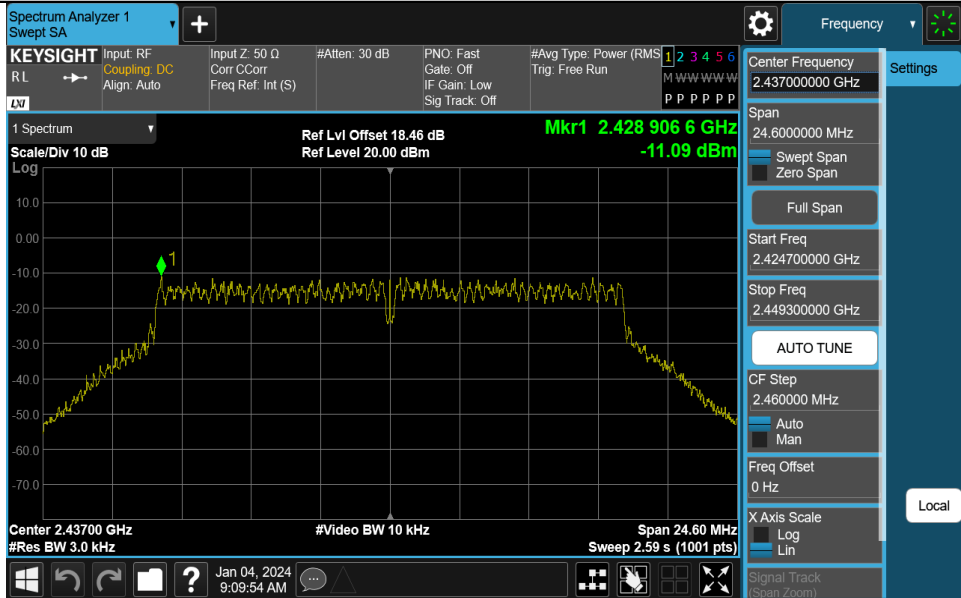 Spectrum Analyzer 1
Swept SA
+
Frequency
KEYSIGHT
RL
LXI
Input: RF
Coupling: DC
Align: Auto
Input Z: 50 Ω
Corr CCorr
Freq Ref: Int (S)
#Atten: 30 dB
PNO: Fast
Gate: Off
IF Gain: Low
Sig Track: Off
#Avg Type: Power (RMS
Trig: Free Run
1 2 3 4 5 6
M W W W W W
P P P P P P
1 Spectrum
Scale/Div 10 dB
Log
Ref Lvl Offset 18.46 dB
Ref Level 20.00 dBm
Mkr1 2.428 906 6 GHz
-11.09 dBm
10.0
0.00
-10.0
-20.0
-30.0
-40.0
-50.0
-60.0
-70.0
1
Center 2.43700 GHz
#Res BW 3.0 kHz
#Video BW 10 kHz
Span 24.60 MHz
Sweep 2.59 s (1001 pts)
Center Frequency
2.437000000 GHz
Span
24.6000000 MHz
Swept Span
Zero Span
Full Span
Start Freq
2.424700000 GHz
Stop Freq
2.449300000 GHz
AUTO TUNE
CF Step
2.460000 MHz
Auto
Man
Freq Offset
0 Hz
X Axis Scale
Log
Lin
Signal Track
(Span Zoom)
Settings
Local
?
Jan 04, 2024
9:09:54 AM